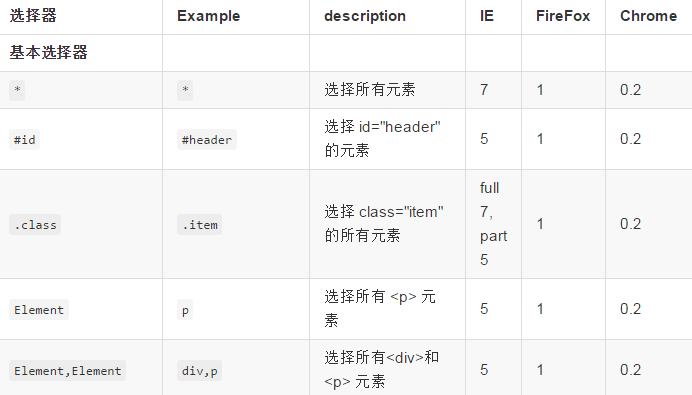 选择器 Example description IE FireFox Chrome
基本选择器
* * 选择所有元素 7 1 0.2
#id #header 选择 id="header" 的元素 5 1 0.2
.class .item 选择 class="item" 的所有元素 full 7, part 5 1 0.2
Element p 选择所有 <p> 元素 5 1 0.2
Element,Element div,p 选择所有<div>和 <p> 元素 5 1 0.2